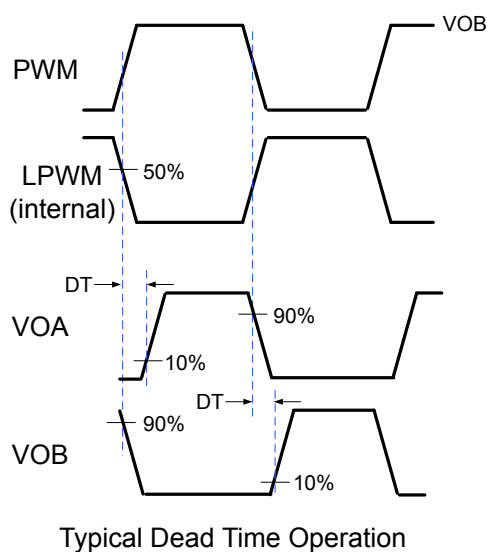 VOB
PWM
50%
LPWM
(internal)
DT
90%
VOA
10%
DT
90%
VOB
10%
Typical Dead Time Operation